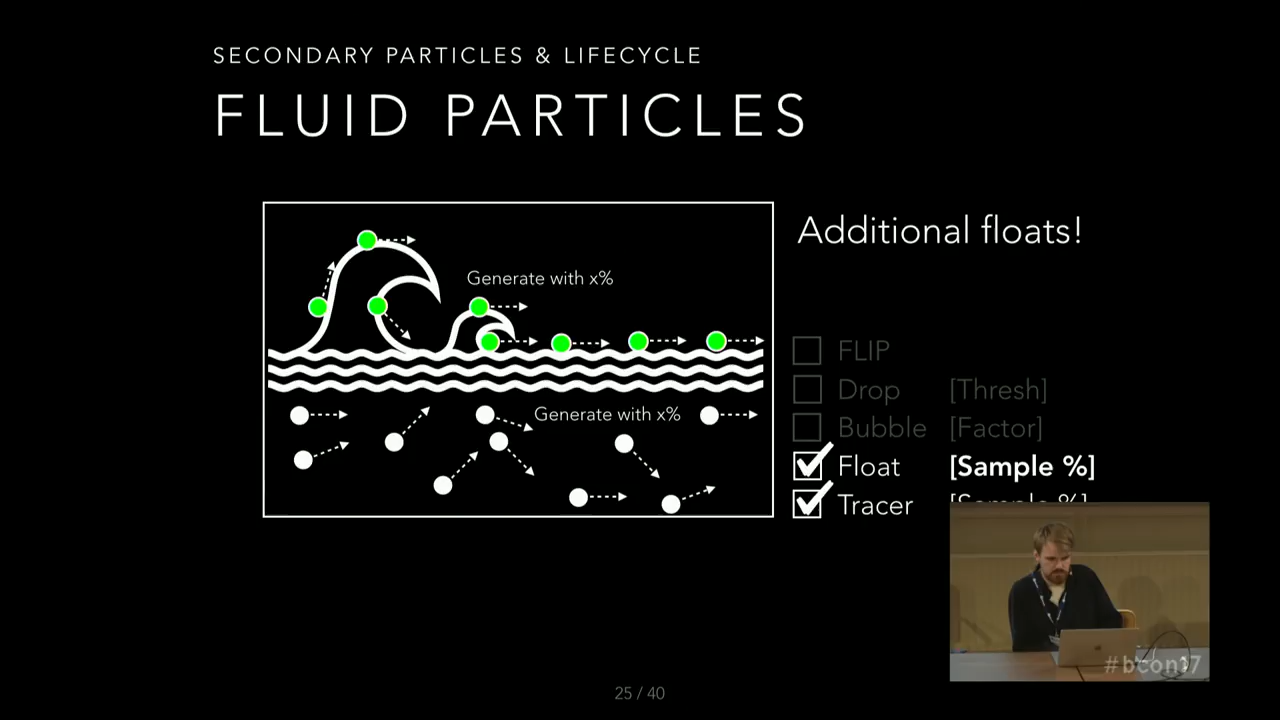 SECONDARY PARTICLES & LIFECYCLE
FLUID PARTICLES
Additional floats!
Generate with x%
Generate with x%
FLIP
Drop [Thresh]
Bubble [Factor]
Float [Sample %]
Tracer [Sample %]
#bcon17
25 / 40